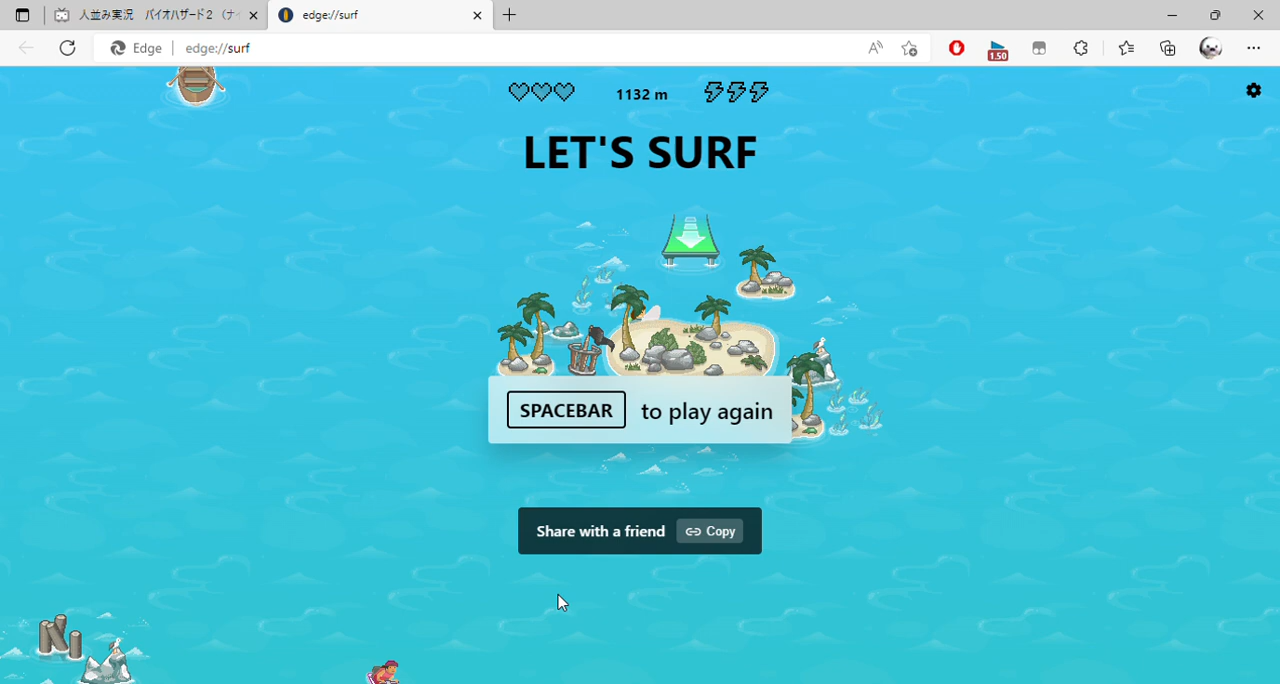 人並み実況 バイオハザード2 (ナイ
edge://surf
Edge
edge://surf
1.50
1132 m
LET'S SURF
SPACEBAR to play again
Share with a friend Copy